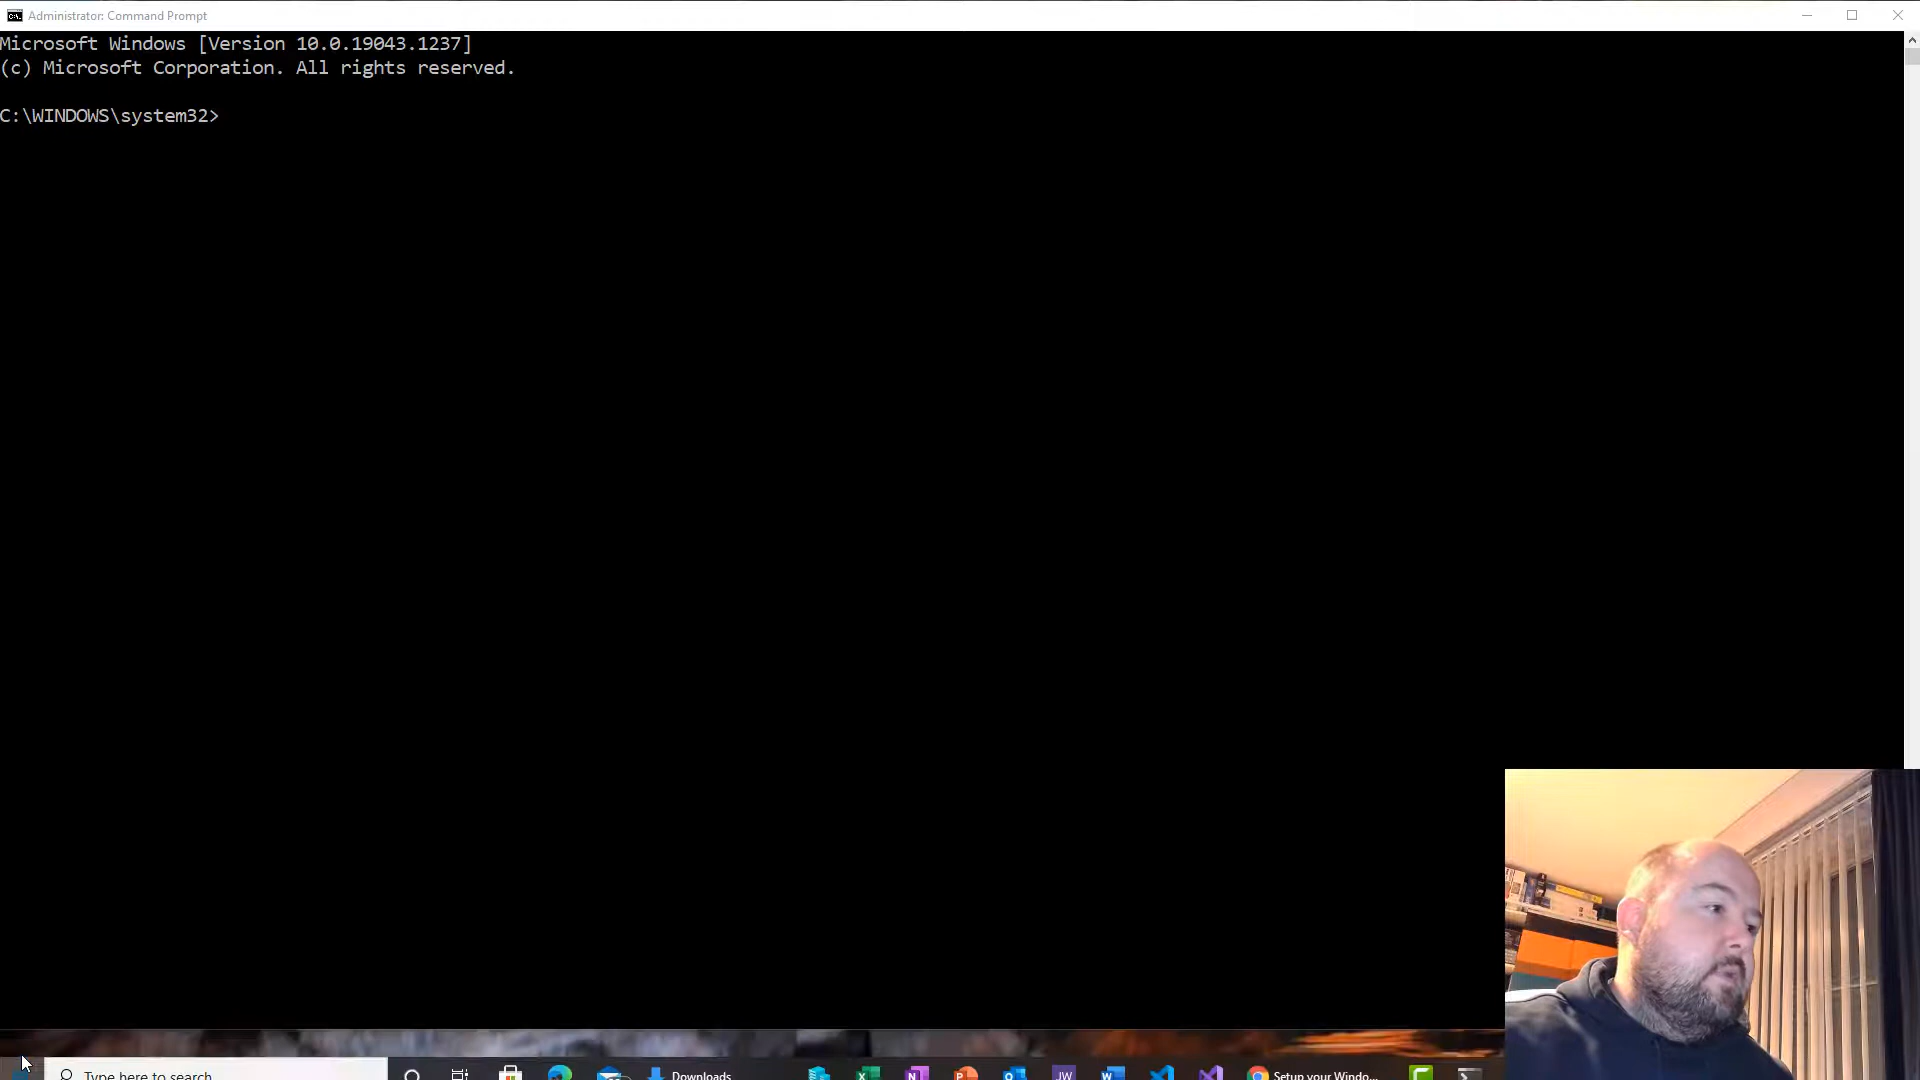 Administrator: Command Prompt
Microsoft Windows [Version 10.0.19043.1237]
(c) Microsoft Corporation. All rights reserved.
C:\WINDOWS\system32>
Type here to search
Downloads
N
P
JW
W
Setup your Windo...